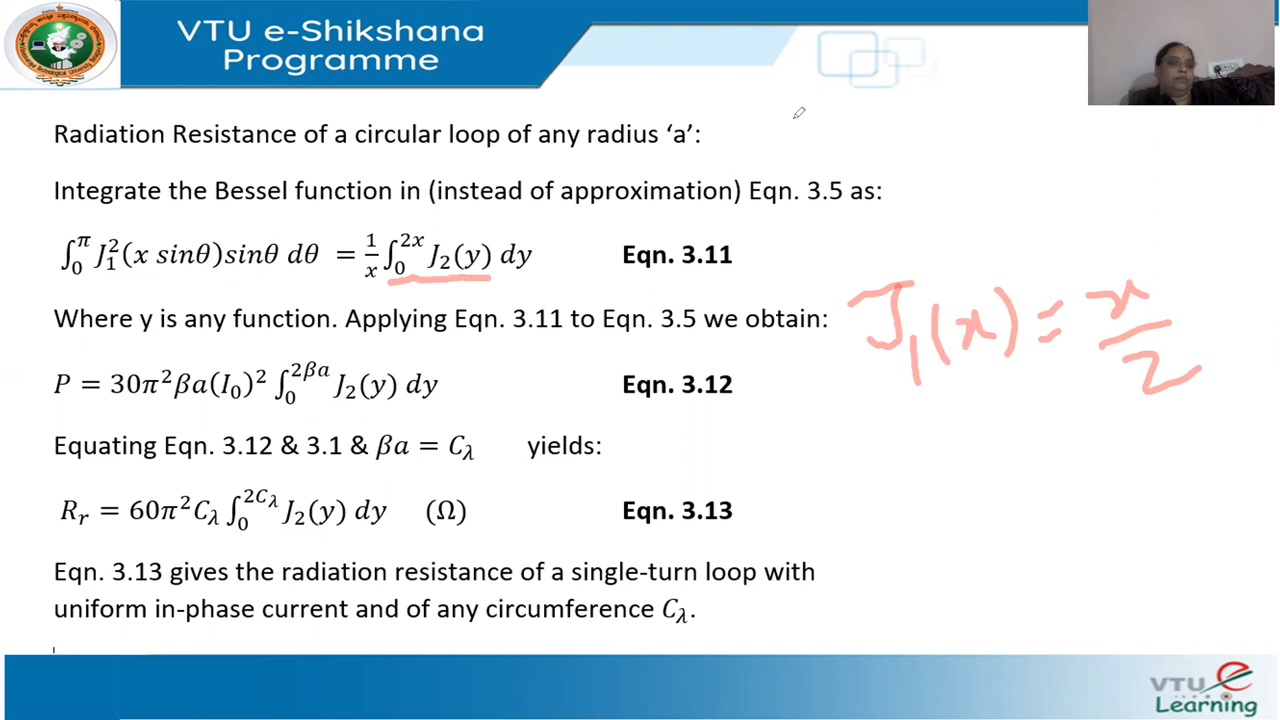 VTU e-Shikshana
Programme
Radiation Resistance of a circular loop of any radius ‘a’:
Integrate the Bessel function in (instead of approximation) Eqn. 3.5 as:
∫₀^π J₁²(x sinθ)sinθ dθ = 1/x ∫₀^{2x} J₂(y) dy Eqn. 3.11
Where y is any function. Applying Eqn. 3.11 to Eqn. 3.5 we obtain:
J₁(x) = x/2
P = 30π²βa(I₀)² ∫₀^{2βa} J₂(y) dy Eqn. 3.12
Equating Eqn. 3.12 & 3.1 & βa = C_λ yields:
R_r = 60π²C_λ ∫₀^{2C_λ} J₂(y) dy (Ω) Eqn. 3.13
Eqn. 3.13 gives the radiation resistance of a single-turn loop with
uniform in-phase current and of any circumference C_λ.
VTU e
Learning